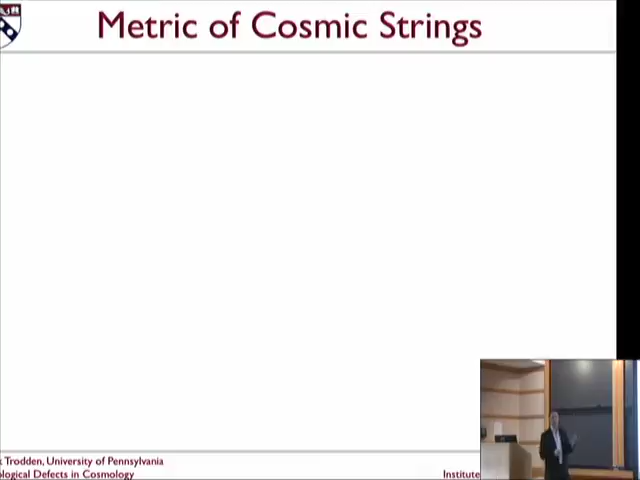 Metric of Cosmic Strings
Trodden, University of Pennsylvania
ological Defects in Cosmology
Institute